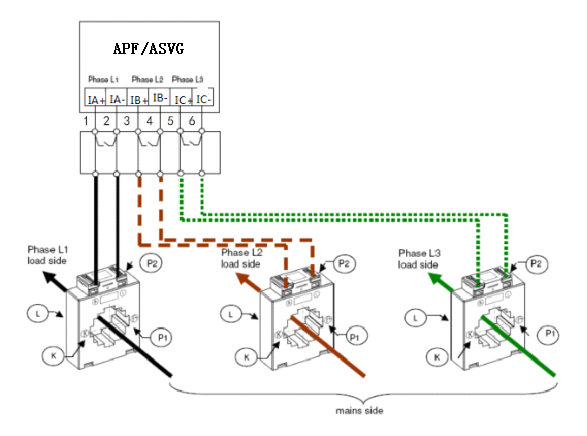 APF/ASVG
Phase L1 Phase L2 Phase L3
IA+ IA- IB+ IB- IC+ IC-
1 2 3 4 5 6
Phase L1
load side
P2
L
K
P1
Phase L2
load side
P2
L
K
P1
Phase L3
load side
P2
L
K
P1
mains side